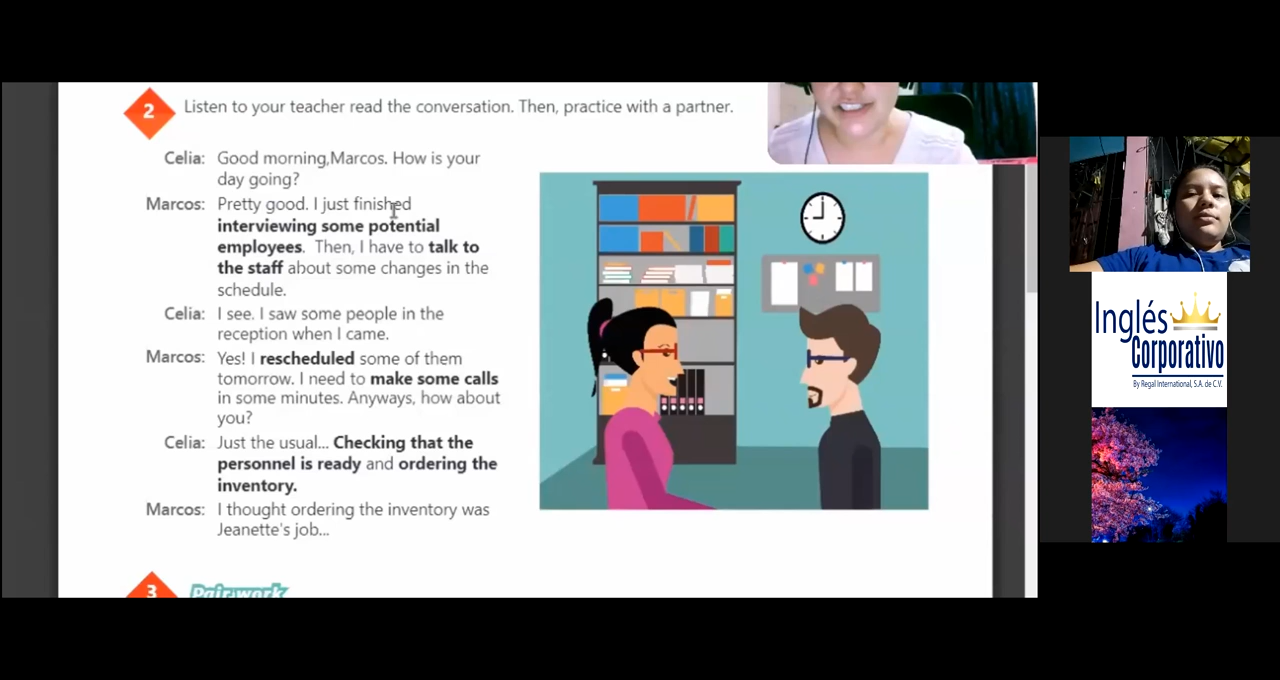 2
Listen to your teacher read the conversation. Then, practice with a partner.
Celia: Good morning,Marcos. How is your
day going?
Marcos: Pretty good. I just finished
interviewing some potential
employees. Then, I have to talk to
the staff about some changes in the
schedule.
Celia: I see. I saw some people in the
reception when I came.
Marcos: Yes! I rescheduled some of them
tomorrow. I need to make some calls
in some minutes. Anyways, how about
you?
Celia: Just the usual... Checking that the
personnel is ready and ordering the
inventory.
Marcos: I thought ordering the inventory was
Jeanette's job...
3
Pair work
Inglés
Corporativo
By Regal International, S.A. de C.V.